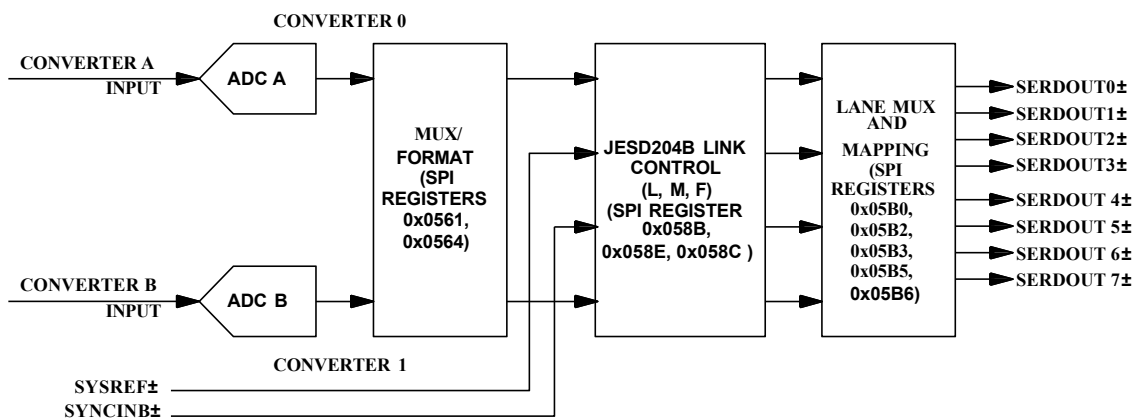 CONVERTER 0
CONVERTER A
INPUT
ADC A
MUX/
FORMAT
(SPI
REGISTERS
0x0561,
0x0564)
JESD204B LINK
CONTROL
(L, M, F)
(SPI REGISTER
0x058B,
0x058E, 0x058C )
LANE MUX
AND
MAPPING
(SPI
REGISTERS
0x05B0,
0x05B2,
0x05B3,
0x05B5,
0x05B6)
SERDOUT0±
SERDOUT1±
SERDOUT2±
SERDOUT3±
SERDOUT 4±
SERDOUT 5±
SERDOUT 6±
SERDOUT 7±
CONVERTER B
INPUT
ADC B
CONVERTER 1
SYSREF±
SYNCINB±